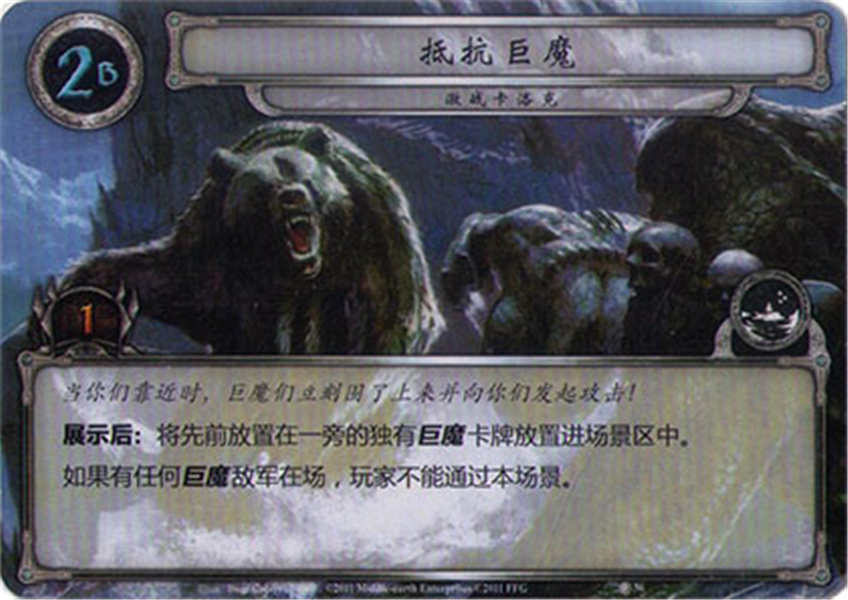 2B
抵抗巨魔
激战卡洛克
1
当你们靠近时，巨魔们立刻围了上来并向你们发起攻击！
展示后：将先前放置在一旁的独有巨魔卡牌放置进场景区中。
如果有任何巨魔敌军在场，玩家不能通过本场景。
©2011 Middle-earth Enterprises ©2011 FFG